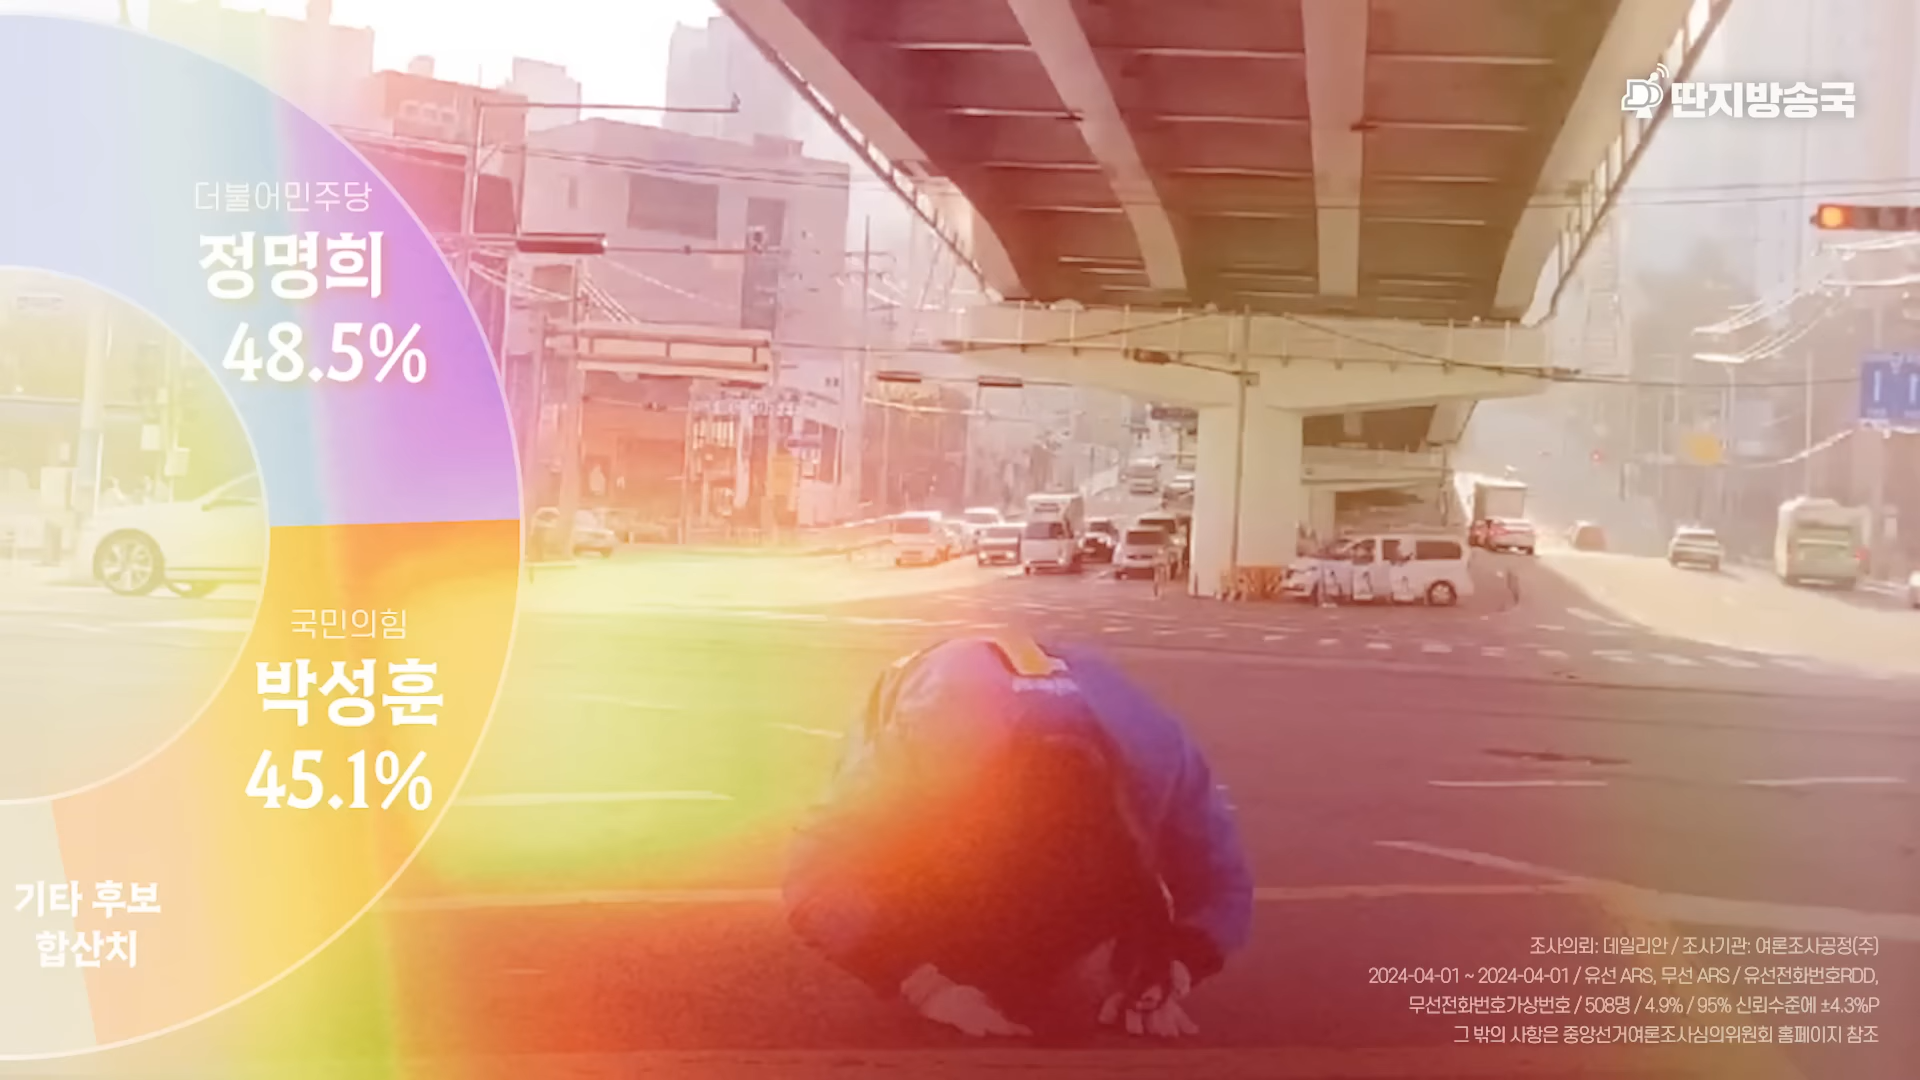 딴지방송국
더불어민주당
정명희
48.5%
국민의힘
박성훈
45.1%
기타 후보
합산치
조사의뢰: 데일리안 / 조사기관: 여론조사공정(주)
2024-04-01 ~ 2024-04-01 / 유선 ARS, 무선 ARS / 유선전화번호RDD,
무선전화번호가상번호 / 508명 / 4.9% / 95% 신뢰수준에 ±4.3%P
그 밖의 사항은 중앙선거여론조사심의위원회 홈페이지 참조